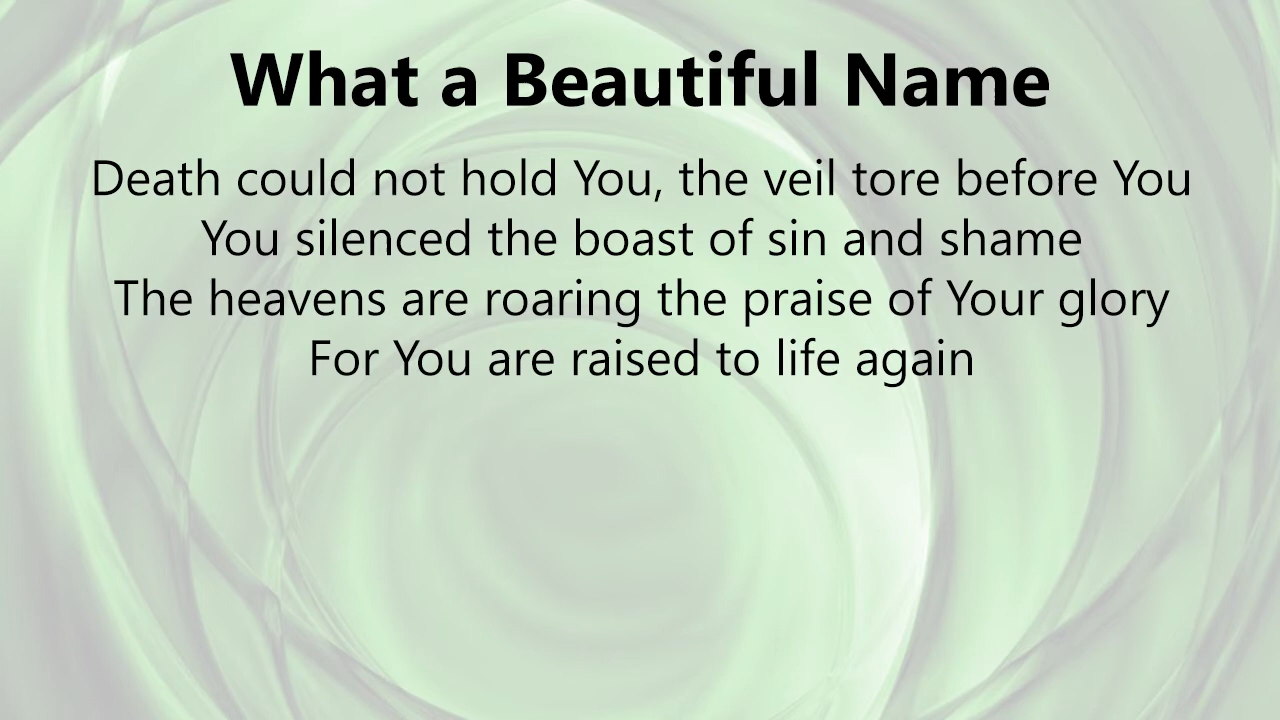 What a Beautiful Name
Death could not hold You, the veil tore before You
You silenced the boast of sin and shame
The heavens are roaring the praise of Your glory
For You are raised to life again